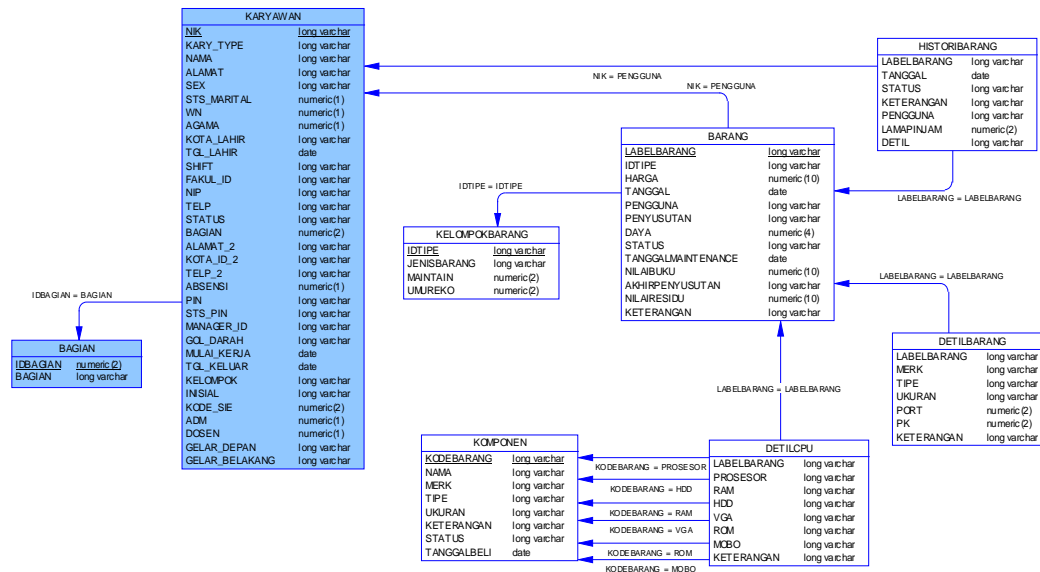 KARYAWAN
NIK long varchar
KARY_TYPE long varchar
NAMA long varchar
ALAMAT long varchar
SEX long varchar
STS_MARITAL numeric(1)
WN numeric(1)
AGAMA numeric(1)
KOTA_LAHIR long varchar
TGL_LAHIR date
SHIFT long varchar
FAKUL_ID long varchar
NIP long varchar
TELP long varchar
STATUS long varchar
BAGIAN numeric(2)
ALAMAT_2 long varchar
KOTA_ID_2 long varchar
TELP_2 long varchar
ABSENSI numeric(1)
PIN long varchar
STS_PIN long varchar
MANAGER_ID long varchar
GOL_DARAH long varchar
MULAI_KERJA date
TGL_KELUAR date
KELOMPOK long varchar
INISIAL long varchar
KODE_SIE numeric(2)
ADM numeric(1)
DOSEN numeric(1)
GELAR_DEPAN long varchar
GELAR_BELAKANG long varchar
IDBAGIAN = BAGIAN
BAGIAN
IDBAGIAN numeric(2)
BAGIAN long varchar
NIK = PENGGUNA
NIK = PENGGUNA
HISTORIBARANG
LABELBARANG long varchar
TANGGAL date
STATUS long varchar
KETERANGAN long varchar
PENGGUNA long varchar
LAMAPINJAM numeric(2)
DETIL long varchar
LABELBARANG = LABELBARANG
BARANG
LABELBARANG long varchar
IDTIPE long varchar
HARGA numeric(10)
TANGGAL date
PENGGUNA long varchar
PENYUSUTAN long varchar
DAYA numeric(4)
STATUS long varchar
TANGGALMAINTENANCE date
NILAIBUKU numeric(10)
AKHIRPENYUSUTAN long varchar
NILAIRESIDU numeric(10)
KETERANGAN long varchar
IDTIPE = IDTIPE
KELOMPOKBARANG
IDTIPE long varchar
JENISBARANG long varchar
MAINTAIN numeric(2)
UMUREKO numeric(2)
LABELBARANG = LABELBARANG
DETILBARANG
LABELBARANG long varchar
MERK long varchar
TIPE long varchar
UKURAN long varchar
PORT numeric(2)
PK numeric(2)
KETERANGAN long varchar
LABELBARANG = LABELBARANG
KOMPONEN
KODEBARANG long varchar
NAMA long varchar
MERK long varchar
TIPE long varchar
UKURAN long varchar
KETERANGAN long varchar
STATUS long varchar
TANGGALBELI date
KODEBARANG = PROSESOR
KODEBARANG = HDD
KODEBARANG = RAM
KODEBARANG = VGA
KODEBARANG = ROM
KODEBARANG = MOBO
DETILCPU
LABELBARANG long varchar
PROSESOR long varchar
RAM long varchar
HDD long varchar
VGA long varchar
ROM long varchar
MOBO long varchar
KETERANGAN long varchar